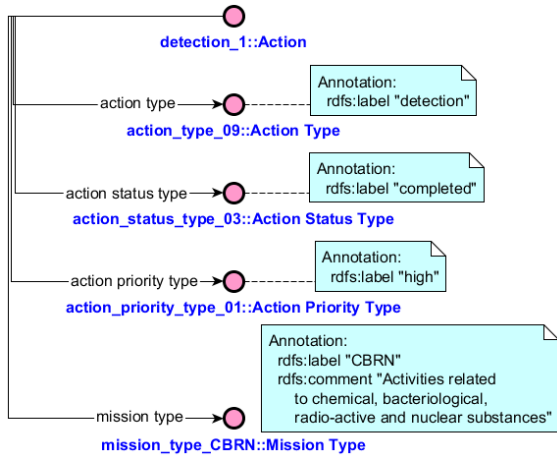 detection_1::Action
Annotation:
rdfs:label "detection"
action type
action_type_09::Action Type
Annotation:
rdfs:label "completed"
action status type
action_status_type_03::Action Status Type
Annotation:
rdfs:label "high"
action priority type
action_priority_type_01::Action Priority Type
Annotation:
rdfs:label "CBRN"
rdfs:comment "Activities related
to chemical, bacteriological,
radio-active and nuclear substances"
mission type
mission_type_CBRN::Mission Type